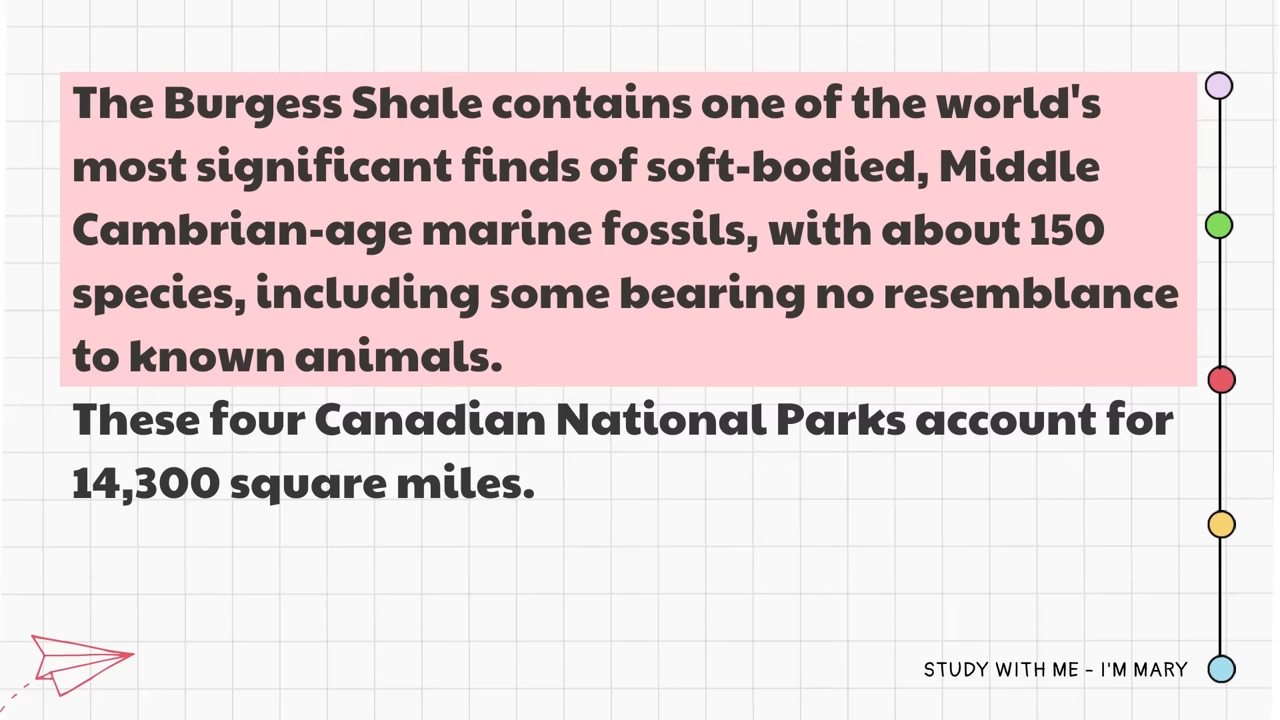 The Burgess Shale contains one of the world's
most significant finds of soft-bodied, Middle
Cambrian-age marine fossils, with about 150
species, including some bearing no resemblance
to known animals.
These four Canadian National Parks account for
14,300 square miles.
STUDY WITH ME - I'M MARY